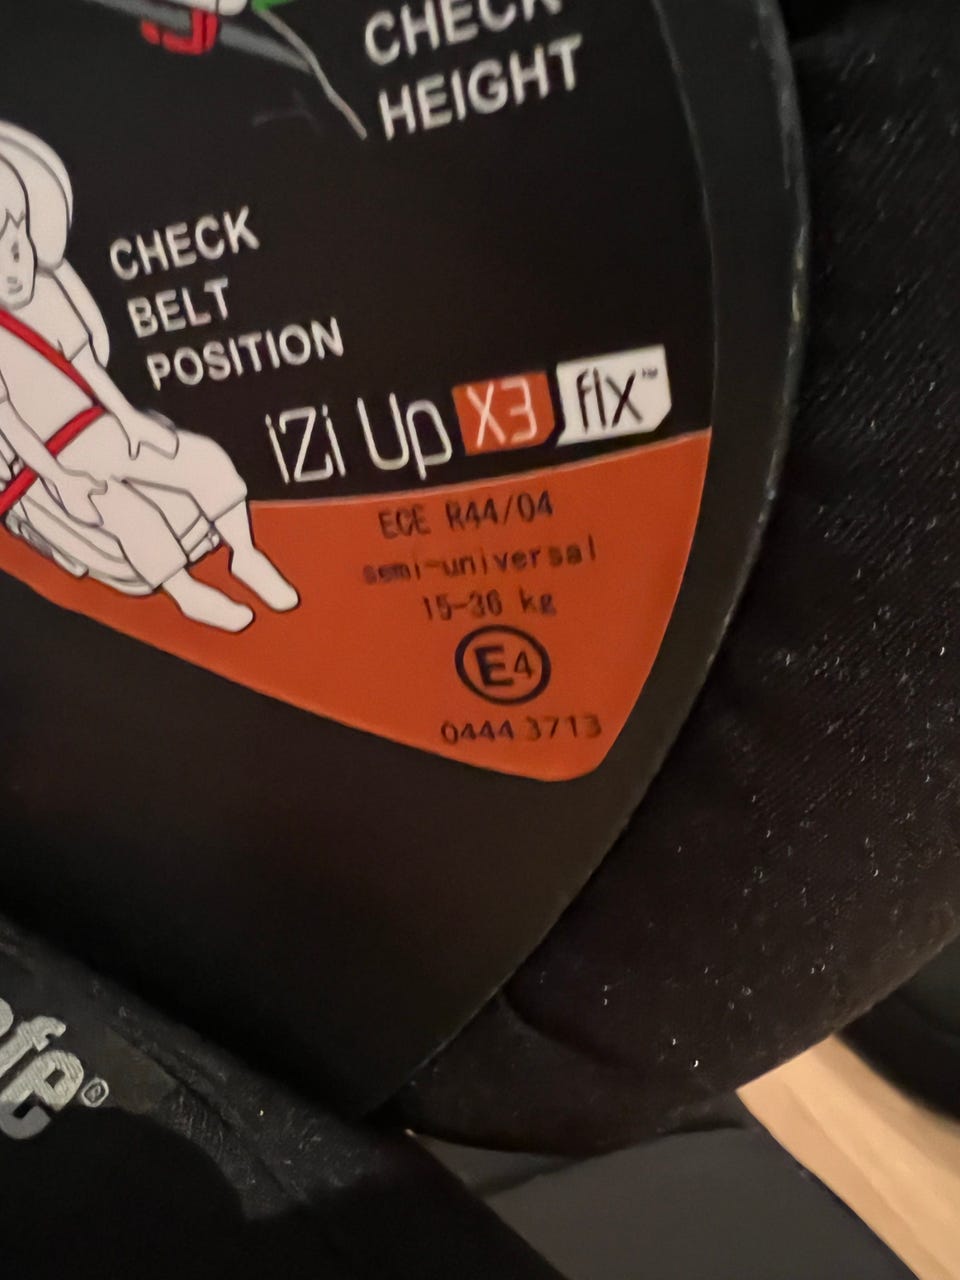 CHECK
HEIGHT
CHECK
BELT
POSITION
iZi Up X3 fix™
ECE R44/04
semi-universal
15-36 kg
E4
0444 3713